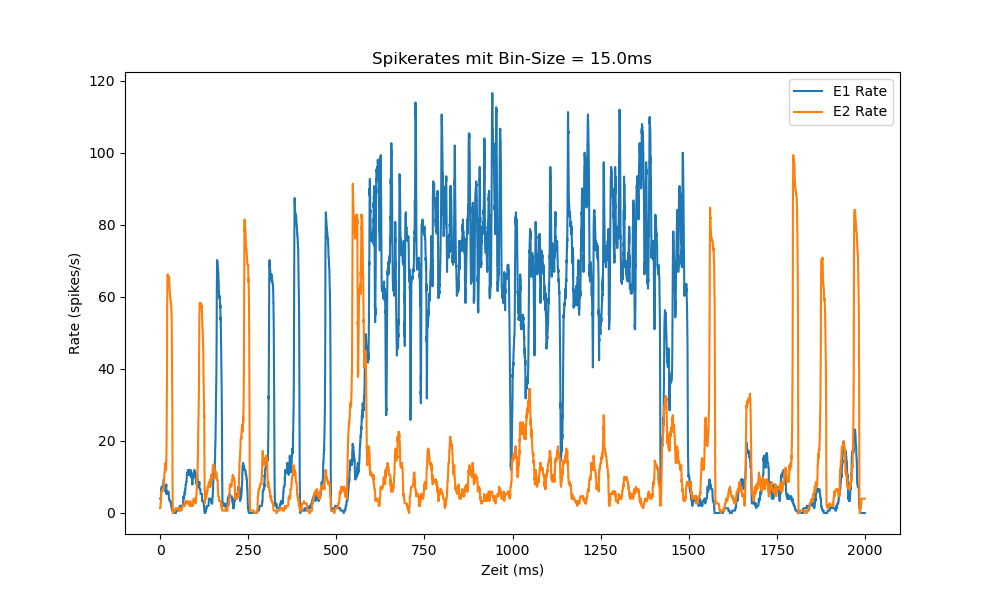 Spikerates mit Bin-Size = 15.0ms
E1 Rate
E2 Rate
120
100
80
60
40
20
0
Rate (spikes/s)
0 250 500 750 1000 1250 1500 1750 2000
Zeit (ms)